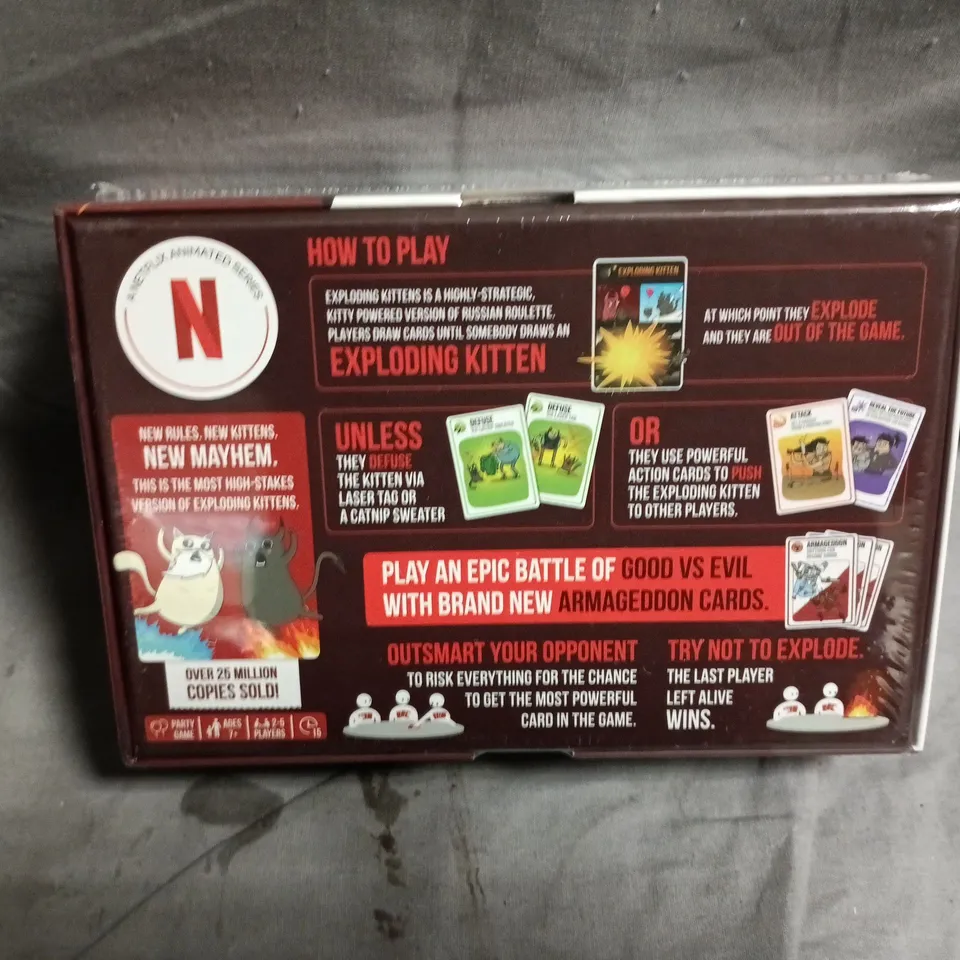 A NETFLIX ANIMATED SERIES
N
HOW TO PLAY
EXPLODING KITTENS IS A HIGHLY-STRATEGIC,
KITTY POWERED VERSION OF RUSSIAN ROULETTE.
PLAYERS DRAW CARDS UNTIL SOMEBODY DRAWS AN
EXPLODING KITTEN
EXPLODING KITTEN
AT WHICH POINT THEY EXPLODE
AND THEY ARE OUT OF THE GAME.
NEW RULES, NEW KITTENS,
NEW MAYHEM.
THIS IS THE MOST HIGH-STAKES
VERSION OF EXPLODING KITTENS.
UNLESS
THEY DEFUSE
THE KITTEN VIA
LASER TAG OR
A CATNIP SWEATER
DEFUSE
DEFUSE
OR
THEY USE POWERFUL
ACTION CARDS TO PUSH
THE EXPLODING KITTEN
TO OTHER PLAYERS.
ATTACK
REVEAL THE FUTURE
PLAY AN EPIC BATTLE OF GOOD VS EVIL
WITH BRAND NEW ARMAGEDDON CARDS.
ARMAGEDDON
OVER 25 MILLION
COPIES SOLD!
OUTSMART YOUR OPPONENT
TO RISK EVERYTHING FOR THE CHANCE
TO GET THE MOST POWERFUL
CARD IN THE GAME.
TRY NOT TO EXPLODE.
THE LAST PLAYER
LEFT ALIVE
WINS.
PARTY
GAME
AGES
7+
2-5
PLAYERS
15